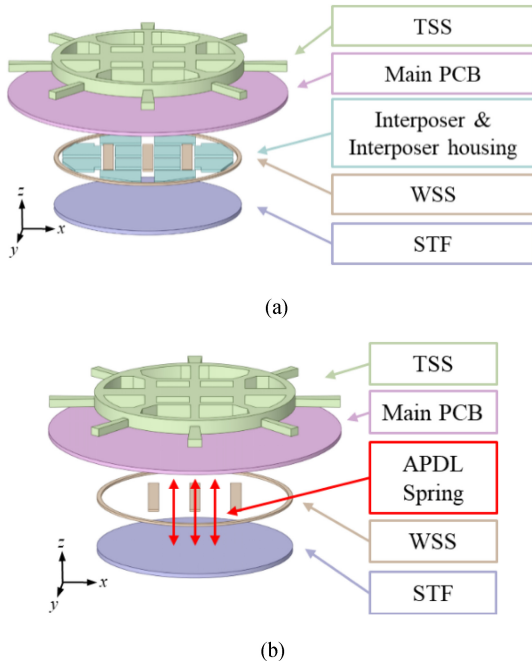 TSS
Main PCB
Interposer &
Interposer housing
WSS
STF
z
y
x
(a)
TSS
Main PCB
APDL
Spring
WSS
STF
z
y
x
(b)